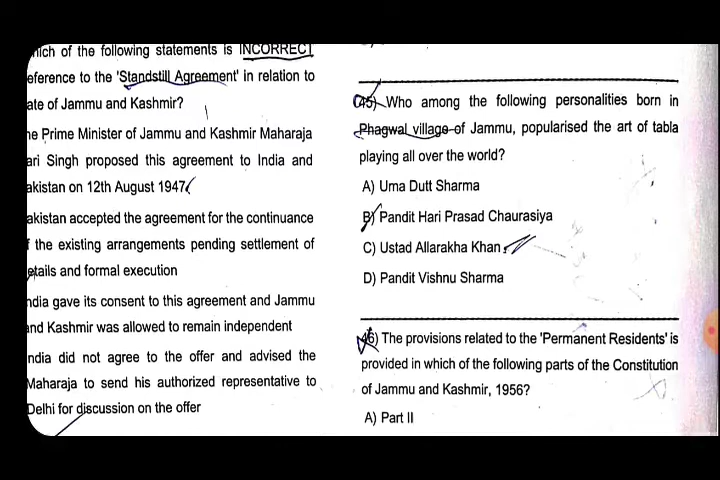 hich of the following statements is INCORRECT
eference to the 'Standstill Agreement' in relation to
ate of Jammu and Kashmir?
he Prime Minister of Jammu and Kashmir Maharaja
ari Singh proposed this agreement to India and
akistan on 12th August 1947
akistan accepted the agreement for the continuance
f the existing arrangements pending settlement of
etails and formal execution
ndia gave its consent to this agreement and Jammu
nd Kashmir was allowed to remain independent
ndia did not agree to the offer and advised the
Maharaja to send his authorized representative to
Delhi for discussion on the offer
(45) Who among the following personalities born in
Phagwal village of Jammu, popularised the art of tabla
playing all over the world?
A) Uma Dutt Sharma
B) Pandit Hari Prasad Chaurasiya
C) Ustad Allarakha Khan
D) Pandit Vishnu Sharma
46) The provisions related to the 'Permanent Residents' is
provided in which of the following parts of the Constitution
of Jammu and Kashmir, 1956?
A) Part II